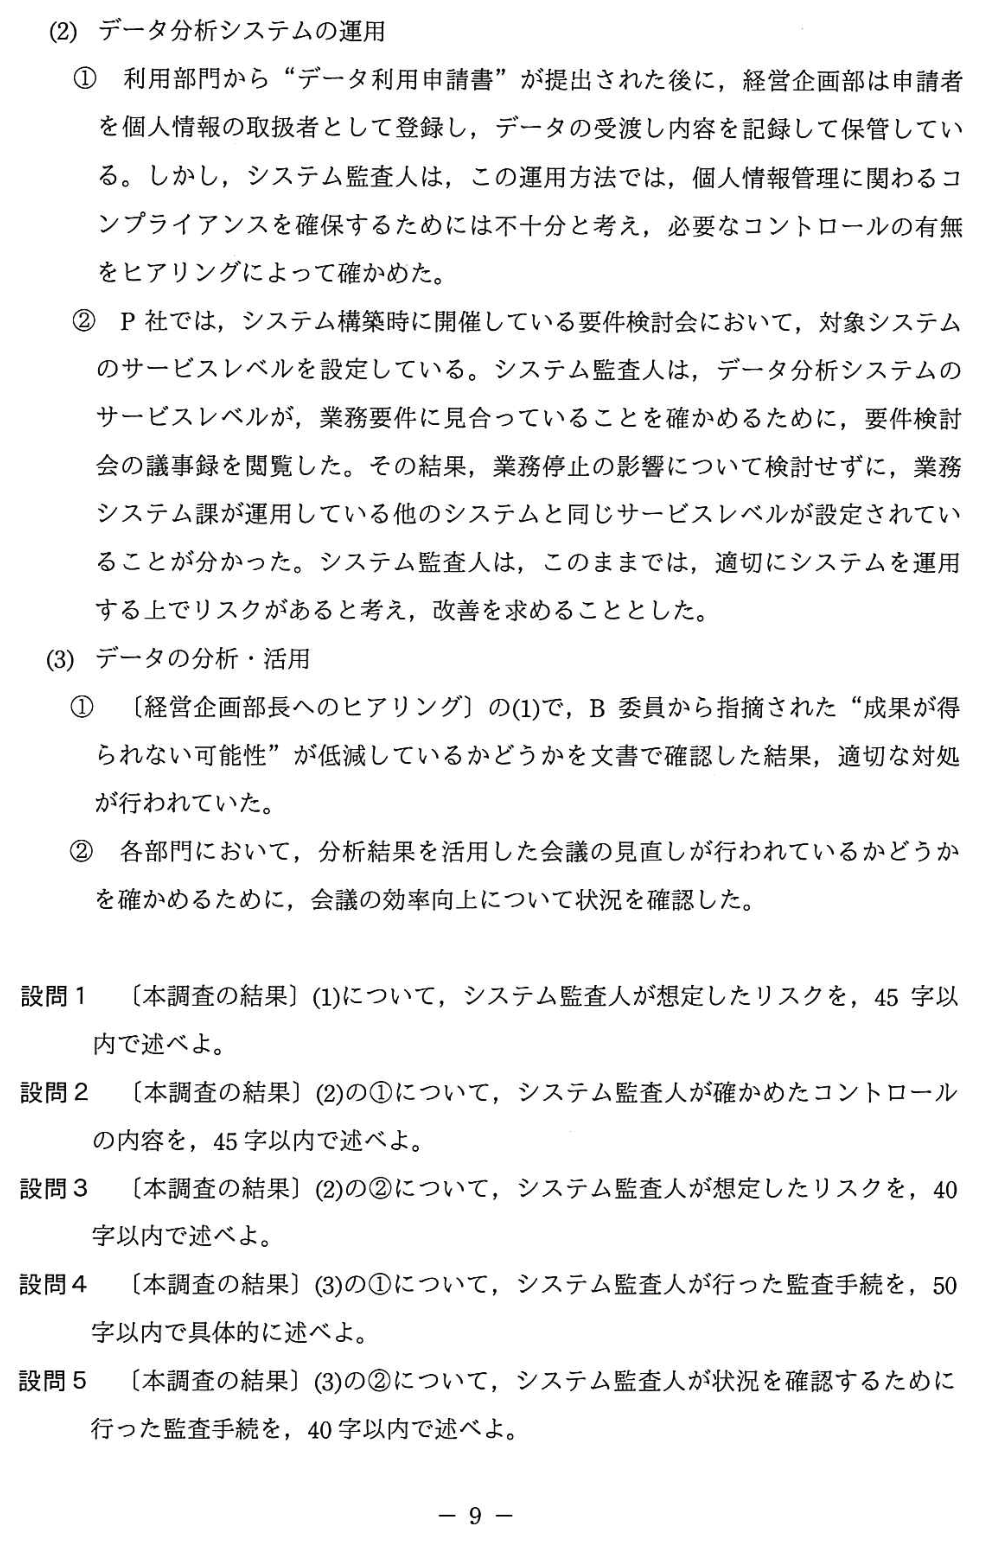 (2) データ分析システムの運用
① 利用部門から“データ利用申請書”が提出された後に，経営企画部は申請者
を個人情報の取扱者として登録し，データの受渡し内容を記録して保管してい
る。しかし，システム監査人は，この運用方法では，個人情報管理に関わるコ
ンプライアンスを確保するためには不十分と考え，必要なコントロールの有無
をヒアリングによって確かめた。
② P 社では，システム構築時に開催している要件検討会において，対象システム
のサービスレベルを設定している。システム監査人は，データ分析システムの
サービスレベルが，業務要件に見合っていることを確かめるために，要件検討
会の議事録を閲覧した。その結果，業務停止の影響について検討せずに，業務
システム課が運用している他のシステムと同じサービスレベルが設定されてい
ることが分かった。システム監査人は，このままでは，適切にシステムを運用
する上でリスクがあると考え，改善を求めることとした。
(3) データの分析・活用
① 〔経営企画部長へのヒアリング〕の(1)で，B 委員から指摘された“成果が得
られない可能性”が低減しているかどうかを文書で確認した結果，適切な対処
が行われていた。
② 各部門において，分析結果を活用した会議の見直しが行われているかどうか
を確かめるために，会議の効率向上について状況を確認した。
設問1 〔本調査の結果〕(1)について，システム監査人が想定したリスクを，45 字以
内で述べよ。
設問2 〔本調査の結果〕(2)の①について，システム監査人が確かめたコントロール
の内容を，45 字以内で述べよ。
設問3 〔本調査の結果〕(2)の②について，システム監査人が想定したリスクを，40
字以内で述べよ。
設問4 〔本調査の結果〕(3)の①について，システム監査人が行った監査手続を，50
字以内で具体的に述べよ。
設問5 〔本調査の結果〕(3)の②について，システム監査人が状況を確認するために
行った監査手続を，40 字以内で述べよ。
－ 9 －